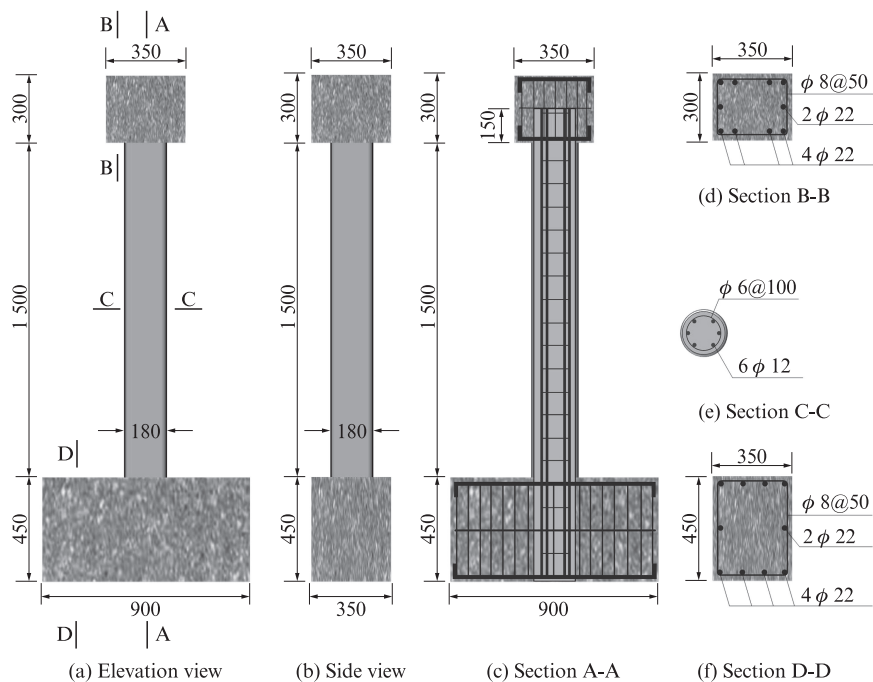 B A
350
300
B
1 500
C C
180
D
450
900
D A
(a) Elevation view
350
300
1 500
180
450
350
(b) Side view
350
300
150
1 500
450
900
(c) Section A-A
350
300
ϕ 8@50
2 ϕ 22
4 ϕ 22
(d) Section B-B
ϕ 6@100
6 ϕ 12
(e) Section C-C
350
450
ϕ 8@50
2 ϕ 22
4 ϕ 22
(f) Section D-D